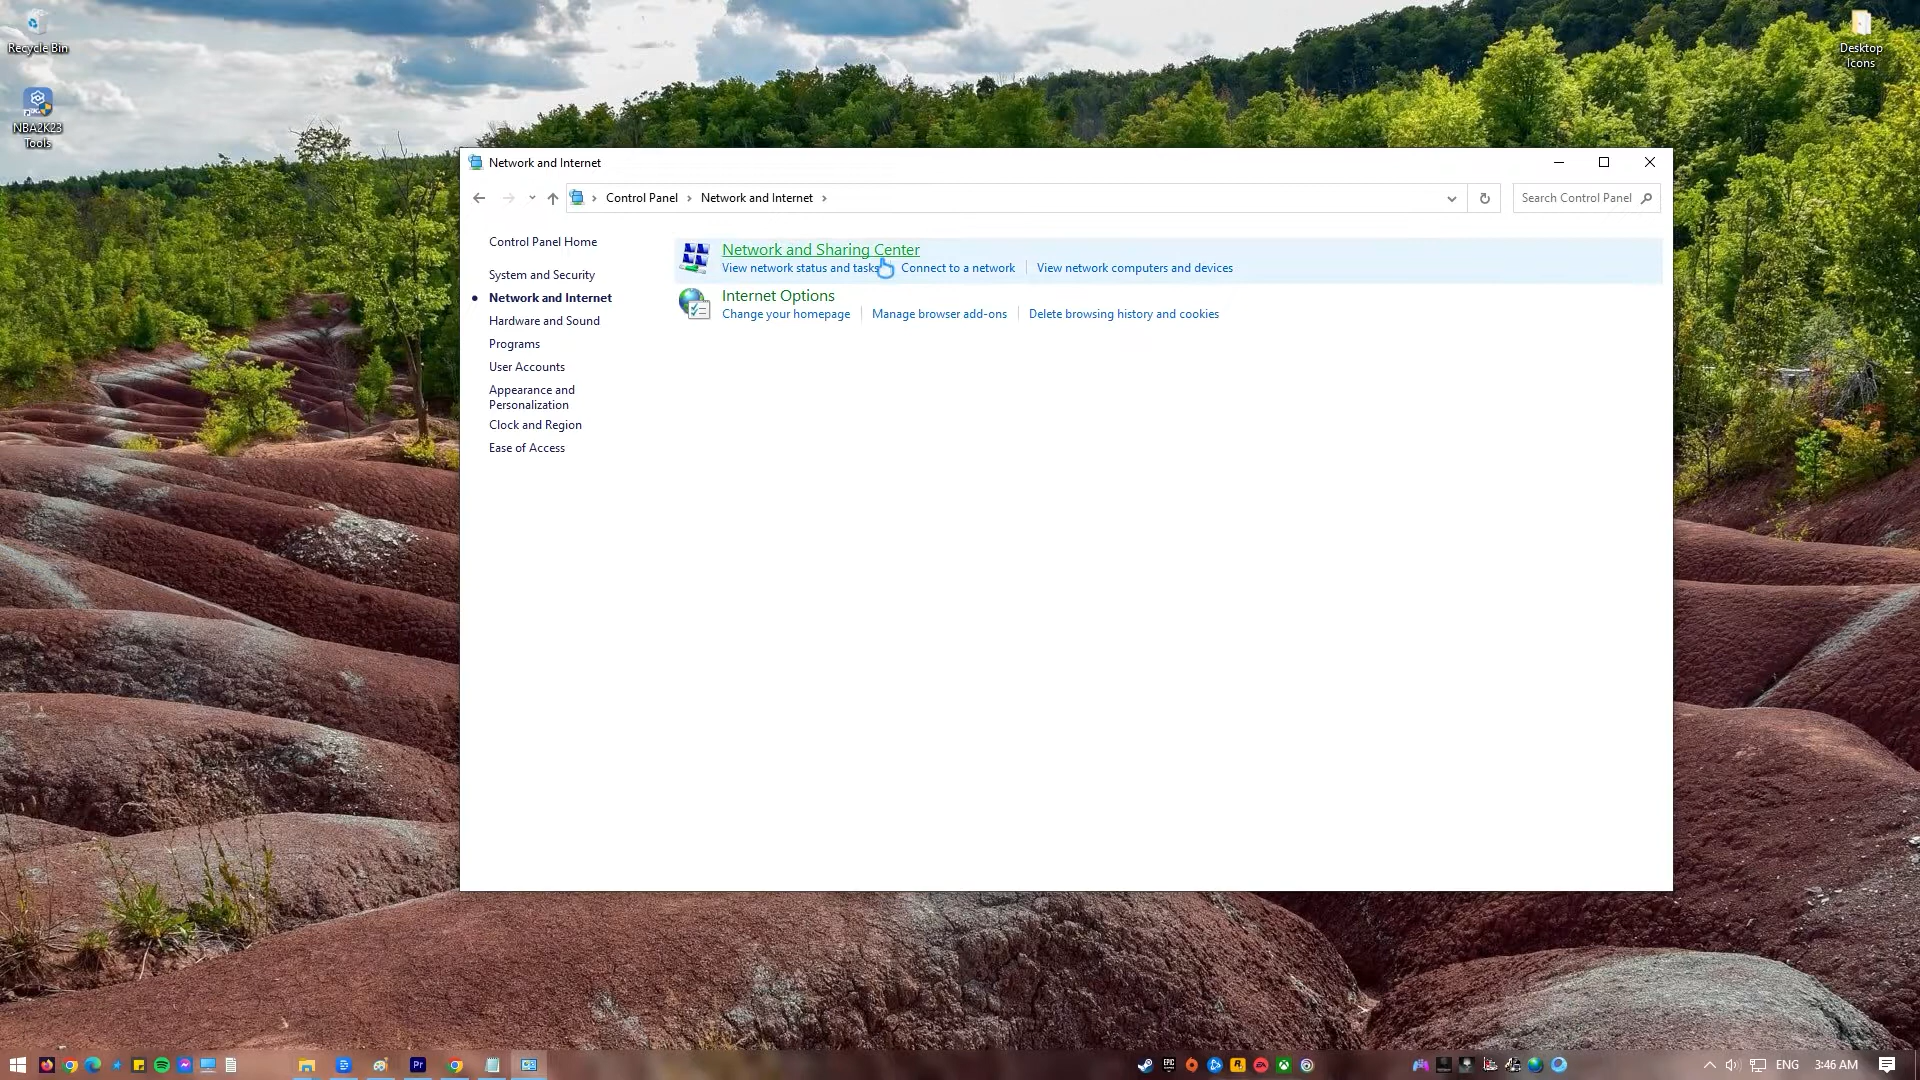 Recycle Bin
NBA2K23
Tools
Desktop
Icons
Network and Internet
Control Panel
Network and Internet
Search Control Panel
Control Panel Home
System and Security
Network and Internet
Hardware and Sound
Programs
User Accounts
Appearance and
Personalization
Clock and Region
Ease of Access
Network and Sharing Center
View network status and tasks
Connect to a network
View network computers and devices
Internet Options
Change your homepage
Manage browser add-ons
Delete browsing history and cookies
Pr
EPIC
R
EA
ENG
3:46 AM